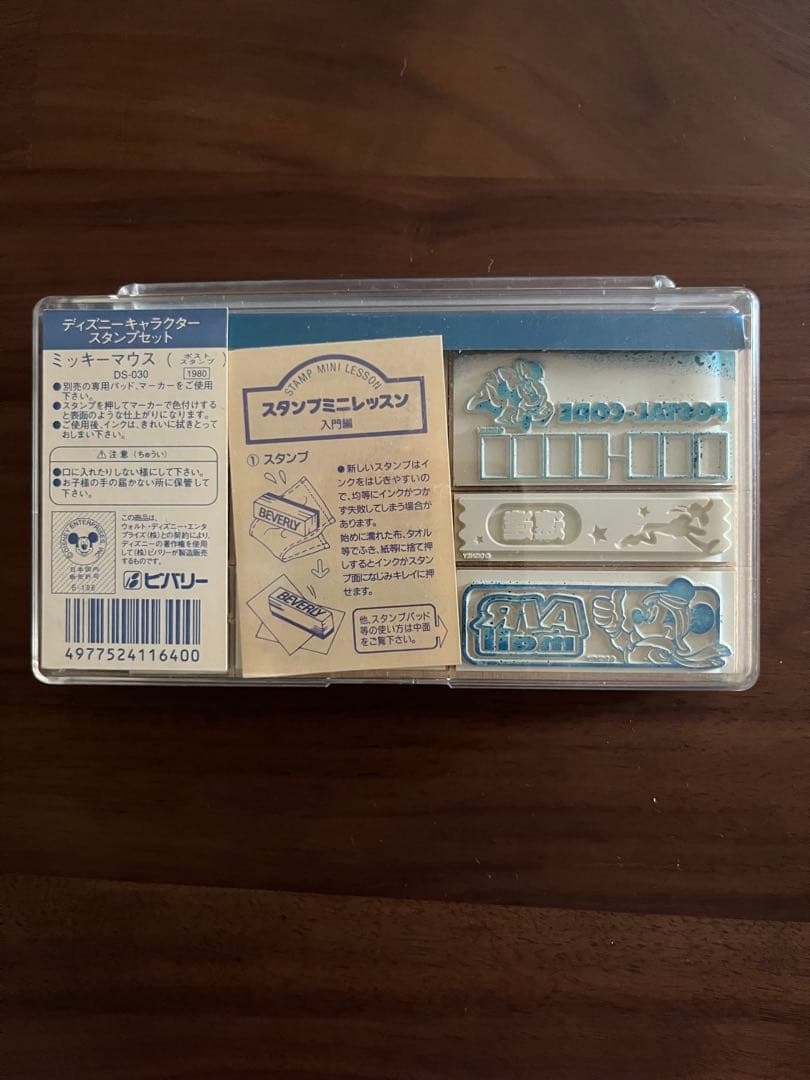 ディズニーキャラクター
スタンプセット
ミッキーマウス(ポスト スタンプ)
DS-030 1980
●別売の専用パッド、マーカーをご使用
下さい。
●スタンプを押してマーカーで色付けする
と表面のような仕上がりになります。
●ご使用後、インクは、きれいに拭きとって
おしまい下さい。
⚠注意(ちゅうい)
●口に入れたりしない様にして下さい。
●お子様の手の届かない所に保管して
下さい。
©DISNEY ENTERPRISES, INC.
日本国内
販売許可
S-196
この商品は、
ウォルト・ディズニー・エンタ
プライズ(株)との契約により、
ディズニーの著作権を使用
して(株)ビバリーが製造販売
するものです。
ビバリー
4977524116400
STAMP MINI LESSON
スタンプミニレッスン
入門編
①スタンプ
●新しいスタンプはイ
ンクをはじきやすいの
で、均等にインクがつか
ず失敗してしまう場合が
あります。
始めに濡れた布、タオル
等でふき、紙等に捨て押
しするとインクがスタン
プ面になじみキレイに押
せます。
BEVERLY
BEVERLY
他、スタンプパッド
等の使い方は中面
をご覧下さい。
POSTAL-CODE
AIR
mail